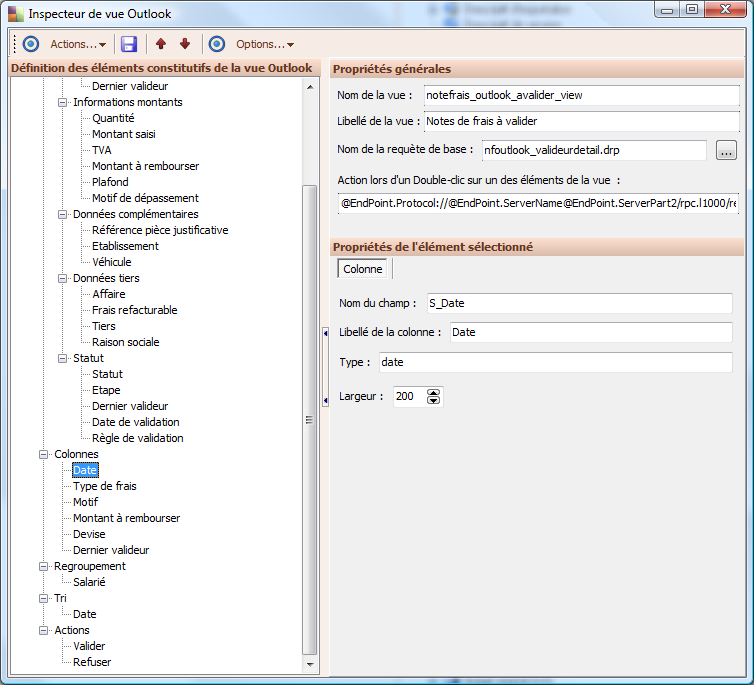 Inspecteur de vue Outlook
Actions... Options...
Définition des éléments constitutifs de la vue Outlook
Dernier valideur
Informations montants
Quantité
Montant saisi
TVA
Montant à rembourser
Plafond
Motif de dépassement
Données complémentaires
Référence pièce justificative
Etablissement
Véhicule
Données tiers
Affaire
Frais refacturable
Tiers
Raison sociale
Statut
Statut
Etape
Dernier valideur
Date de validation
Règle de validation
Colonnes
Date
Type de frais
Motif
Montant à rembourser
Devise
Dernier valideur
Regroupement
Salarié
Tri
Date
Actions
Valider
Refuser
Propriétés générales
Nom de la vue : notefrais_outlook_avalider_view
Libellé de la vue : Notes de frais à valider
Nom de la requète de base : nfoutlook_valideurdetail.drp ...
Action lors d'un Double-clic sur un des éléments de la vue :
@EndPoint.Protocol://@EndPoint.ServerName@EndPoint.ServerPart2/rpc.l1000/re
Propriétés de l'élément sélectionné
Colonne
Nom du champ : S_Date
Libellé de la colonne : Date
Type : date
Largeur : 200